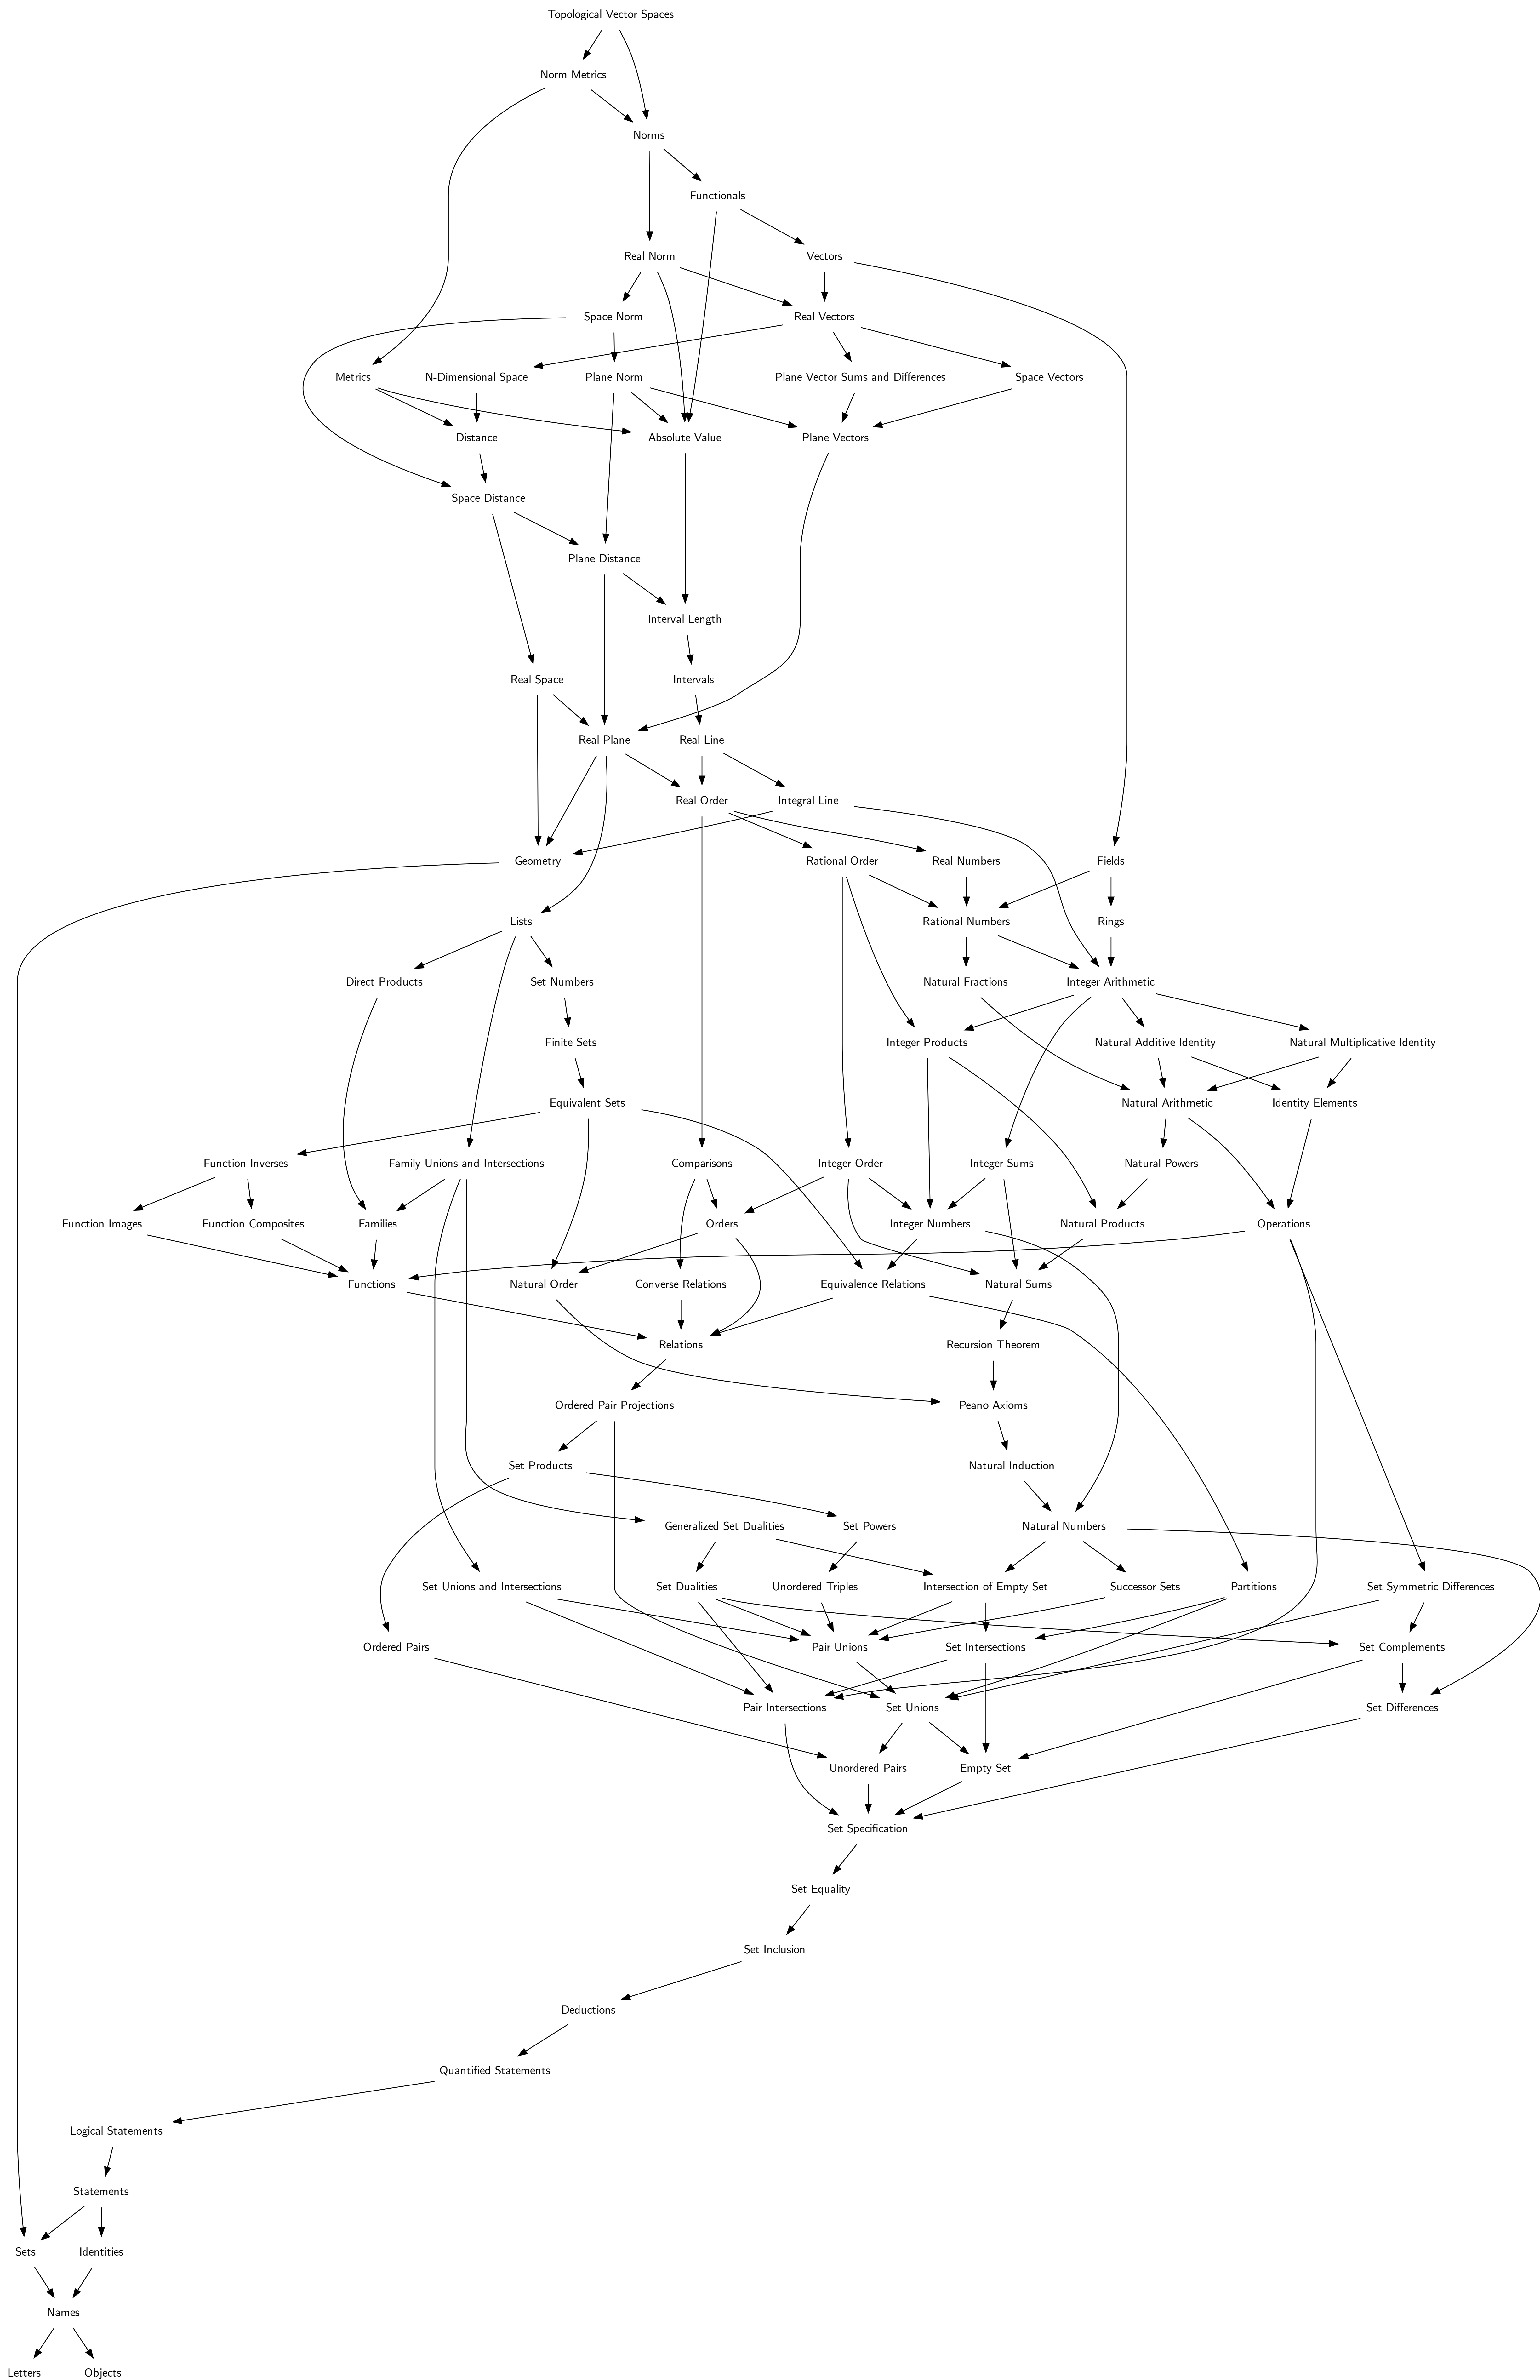 Topological Vector Spaces
Norm Metrics
Norms
Functionals
Real Norm
Vectors
Space Norm
Real Vectors
Metrics
N-Dimensional Space
Plane Norm
Plane Vector Sums and Differences
Space Vectors
Distance
Absolute Value
Plane Vectors
Space Distance
Plane Distance
Interval Length
Real Space
Intervals
Real Plane
Real Line
Real Order
Integral Line
Geometry
Rational Order
Real Numbers
Fields
Lists
Rational Numbers
Rings
Direct Products
Set Numbers
Natural Fractions
Integer Arithmetic
Finite Sets
Integer Products
Natural Additive Identity
Natural Multiplicative Identity
Equivalent Sets
Natural Arithmetic
Identity Elements
Function Inverses
Family Unions and Intersections
Comparisons
Integer Order
Integer Sums
Natural Powers
Function Images
Function Composites
Families
Orders
Integer Numbers
Natural Products
Operations
Functions
Natural Order
Converse Relations
Equivalence Relations
Natural Sums
Relations
Recursion Theorem
Ordered Pair Projections
Peano Axioms
Set Products
Natural Induction
Generalized Set Dualities
Set Powers
Natural Numbers
Set Unions and Intersections
Set Dualities
Unordered Triples
Intersection of Empty Set
Successor Sets
Partitions
Set Symmetric Differences
Ordered Pairs
Pair Unions
Set Intersections
Set Complements
Pair Intersections
Set Unions
Set Differences
Unordered Pairs
Empty Set
Set Specification
Set Equality
Set Inclusion
Deductions
Quantified Statements
Logical Statements
Statements
Sets
Identities
Names
Letters
Objects